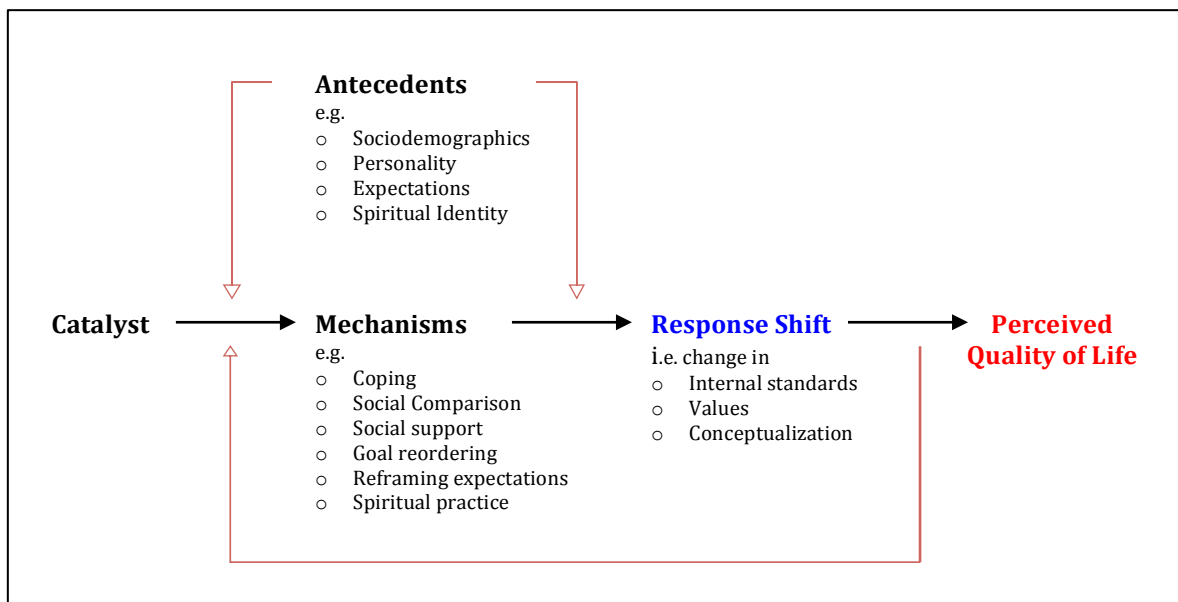 Antecedents
e.g.
o Sociodemographics
o Personality
o Expectations
o Spiritual Identity
Catalyst
Mechanisms
e.g.
o Coping
o Social Comparison
o Social support
o Goal reordering
o Reframing expectations
o Spiritual practice
Response Shift
i.e. change in
o Internal standards
o Values
o Conceptualization
Perceived
Quality of Life